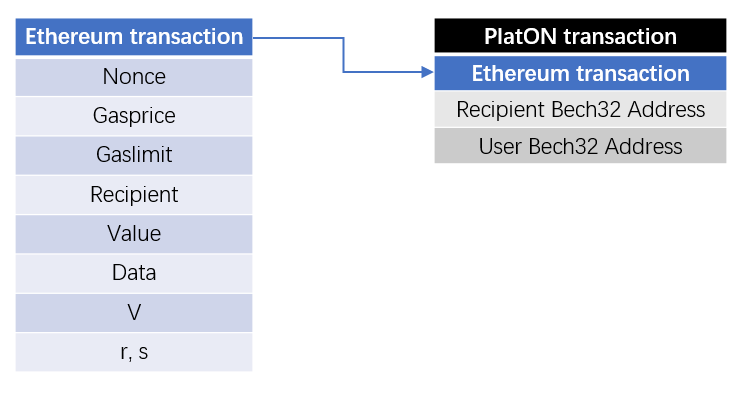 Ethereum transaction
Nonce
Gasprice
Gaslimit
Recipient
Value
Data
V
r, s
PlatON transaction
Ethereum transaction
Recipient Bech32 Address
User Bech32 Address